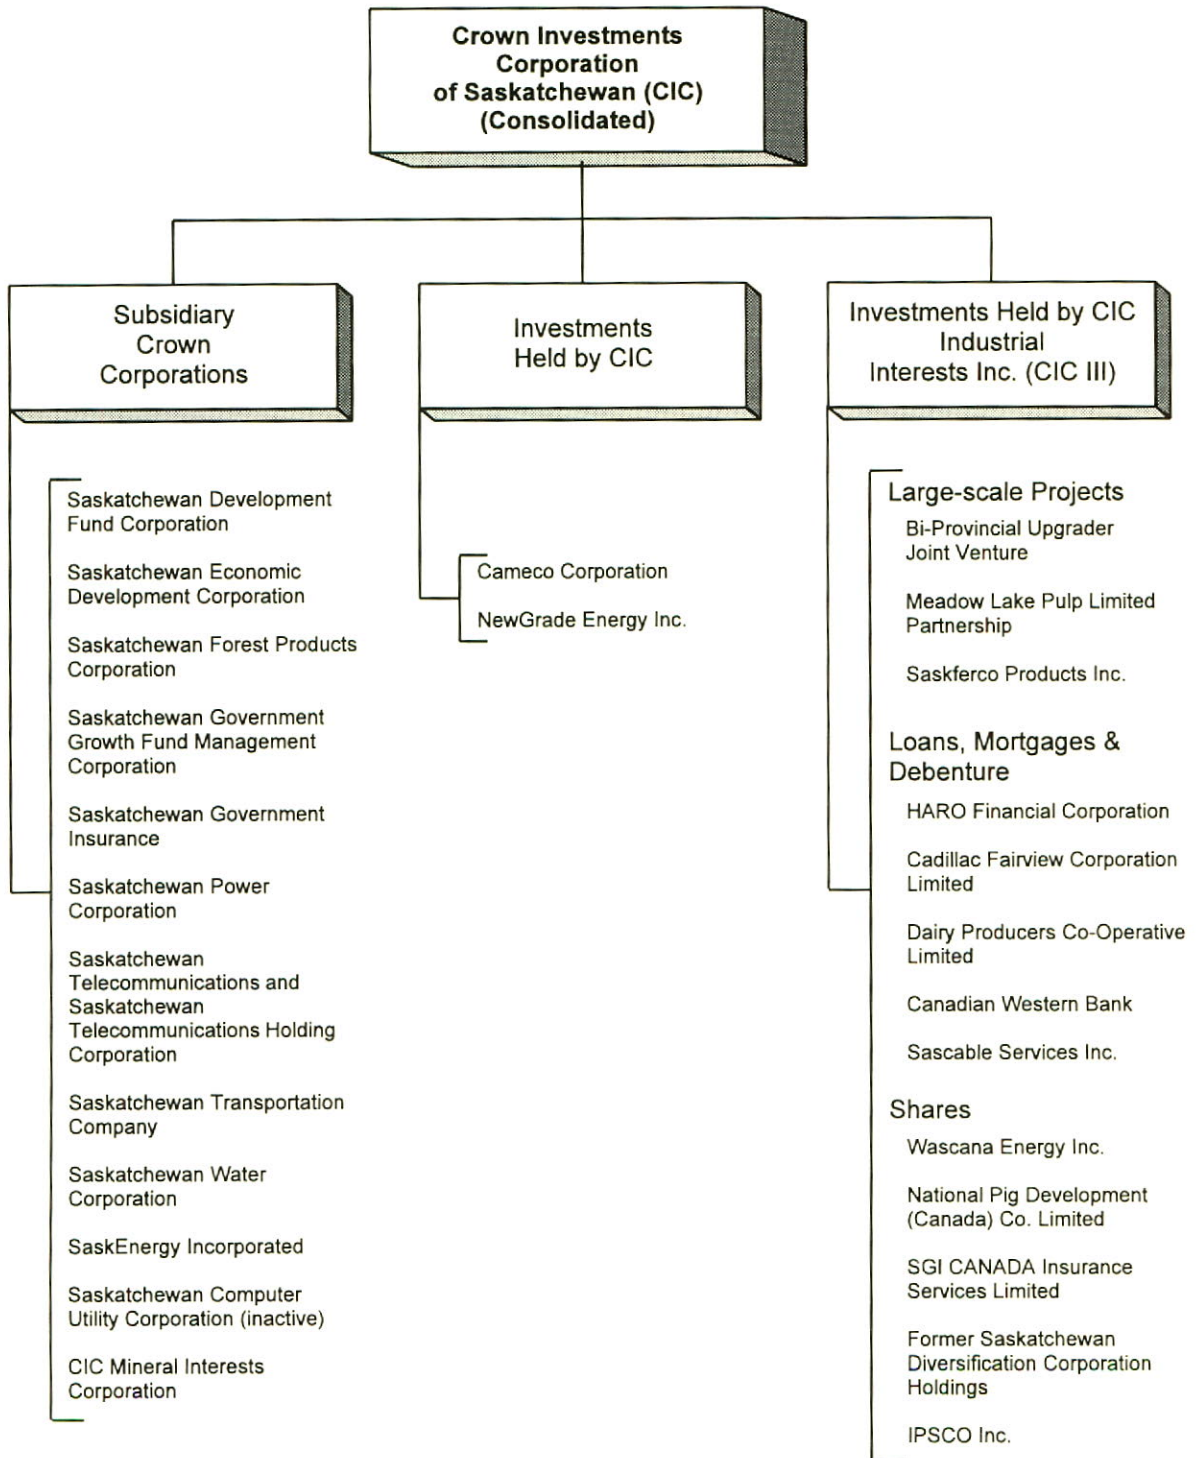 Crown Investments
Corporation
of Saskatchewan (CIC)
(Consolidated)
Subsidiary
Crown
Corporations
Saskatchewan Development
Fund Corporation
Saskatchewan Economic
Development Corporation
Saskatchewan Forest Products
Corporation
Saskatchewan Government
Growth Fund Management
Corporation
Saskatchewan Government
Insurance
Saskatchewan Power
Corporation
Saskatchewan
Telecommunications and
Saskatchewan
Telecommunications Holding
Corporation
Saskatchewan Transportation
Company
Saskatchewan Water
Corporation
SaskEnergy Incorporated
Saskatchewan Computer
Utility Corporation (inactive)
CIC Mineral Interests
Corporation
Investments
Held by CIC
Cameco Corporation
NewGrade Energy Inc.
Investments Held by CIC
Industrial
Interests Inc. (CIC III)
Large-scale Projects
Bi-Provincial Upgrader
Joint Venture
Meadow Lake Pulp Limited
Partnership
Saskferco Products Inc.
Loans, Mortgages &
Debenture
HARO Financial Corporation
Cadillac Fairview Corporation
Limited
Dairy Producers Co-Operative
Limited
Canadian Western Bank
Sascable Services Inc.
Shares
Wascana Energy Inc.
National Pig Development
(Canada) Co. Limited
SGI CANADA Insurance
Services Limited
Former Saskatchewan
Diversification Corporation
Holdings
IPSCO Inc.